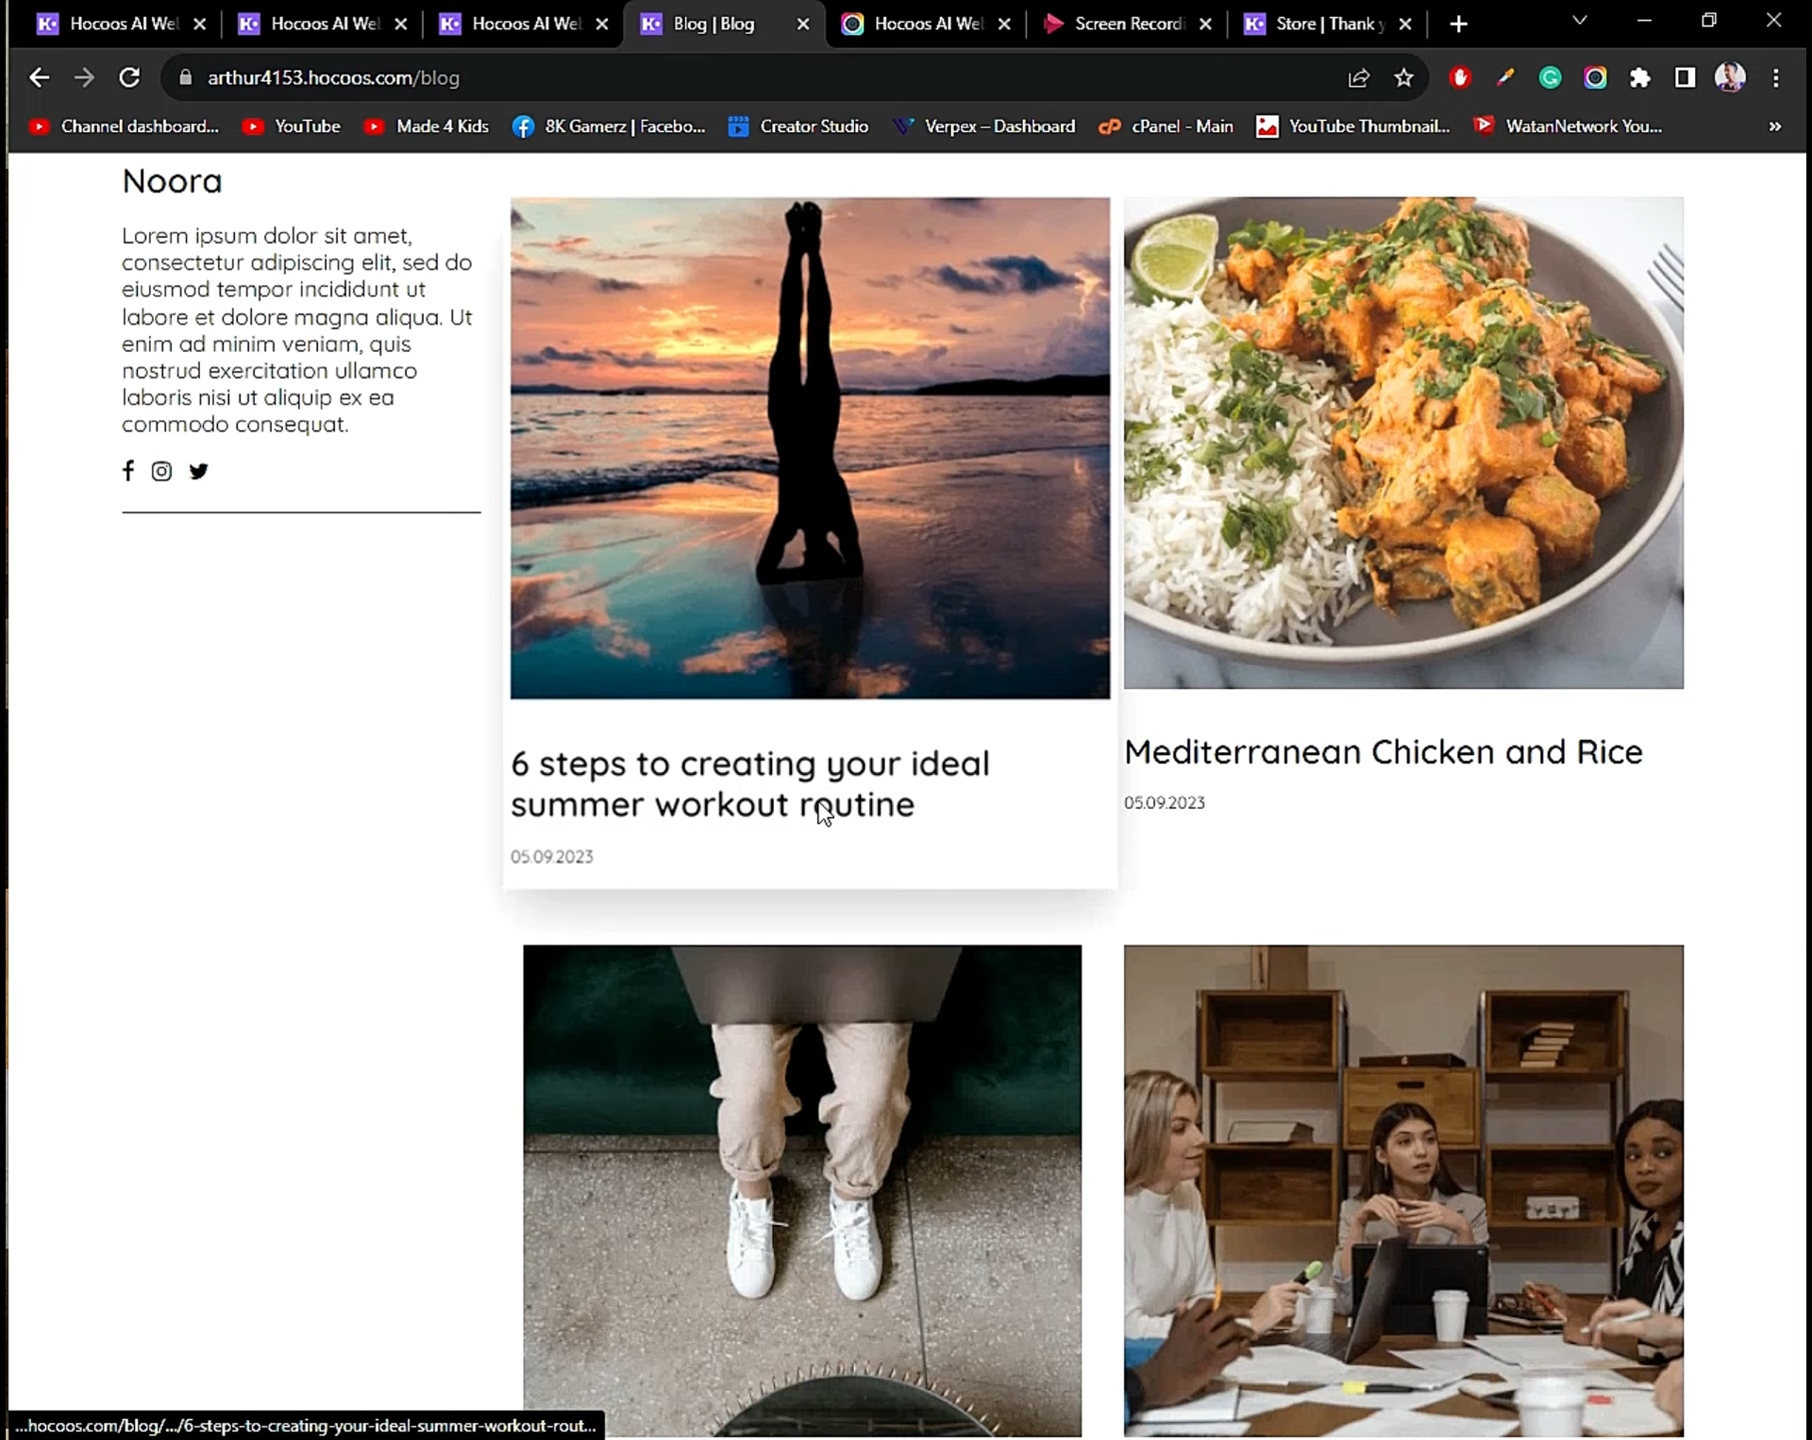 Hocoos AI We
Hocoos AI We
Hocoos AI We
Blog | Blog
Hocoos AI We
Screen Recordi
Store | Thank y
arthur4153.hocoos.com/blog
Channel dashboard...
YouTube
Made 4 Kids
8K Gamerz | Facebo...
Creator Studio
Verpex – Dashboard
cPanel - Main
YouTube Thumbnail...
WatanNetwork You...
Noora
Lorem ipsum dolor sit amet,
consectetur adipiscing elit, sed do
eiusmod tempor incididunt ut
labore et dolore magna aliqua. Ut
enim ad minim veniam, quis
nostrud exercitation ullamco
laboris nisi ut aliquip ex ea
commodo consequat.
6 steps to creating your ideal
summer workout routine
05.09.2023
Mediterranean Chicken and Rice
05.09.2023
...hocoos.com/blog/.../6-steps-to-creating-your-ideal-summer-workout-rout...